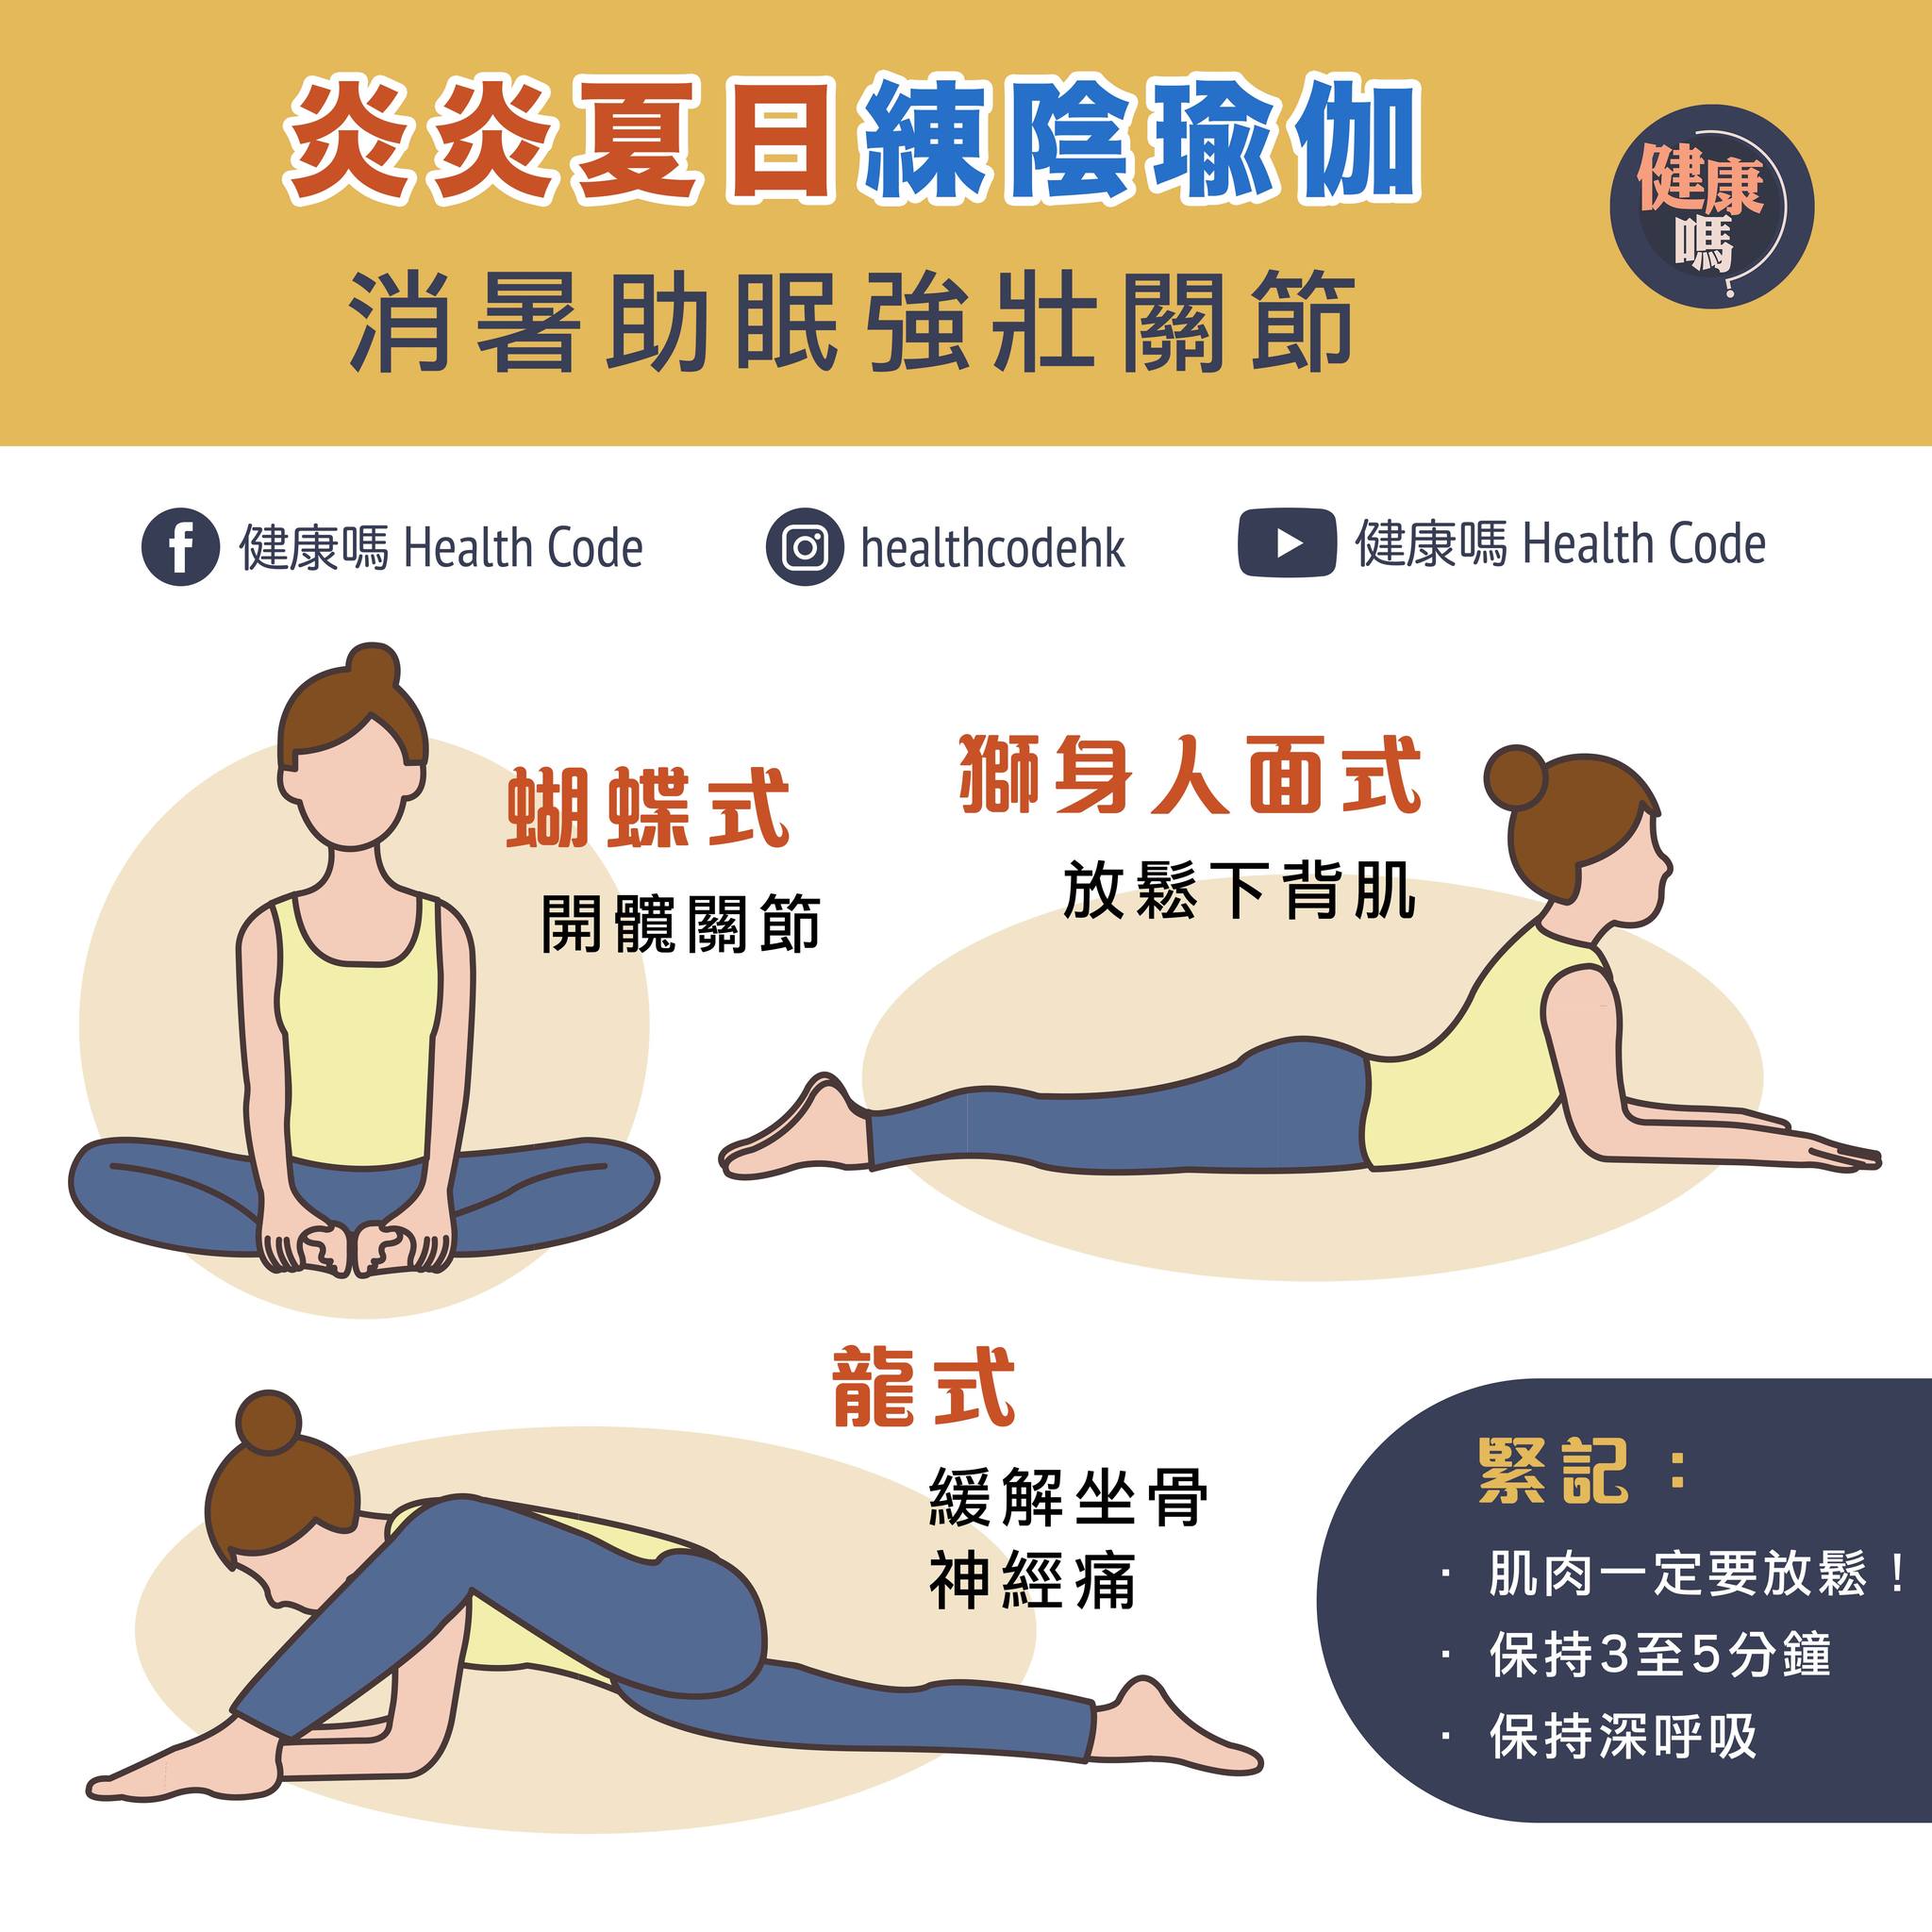 炎炎夏日練陰瑜伽
消暑助眠強壯關節
健康
嗎
健康嗎 Health Code
healthcodehk
健康嗎 Health Code
蝴蝶式
開髖關節
獅身人面式
放鬆下背肌
龍式
緩解坐骨
神經痛
緊記：
· 肌肉一定要放鬆！
· 保持3至5分鐘
· 保持深呼吸